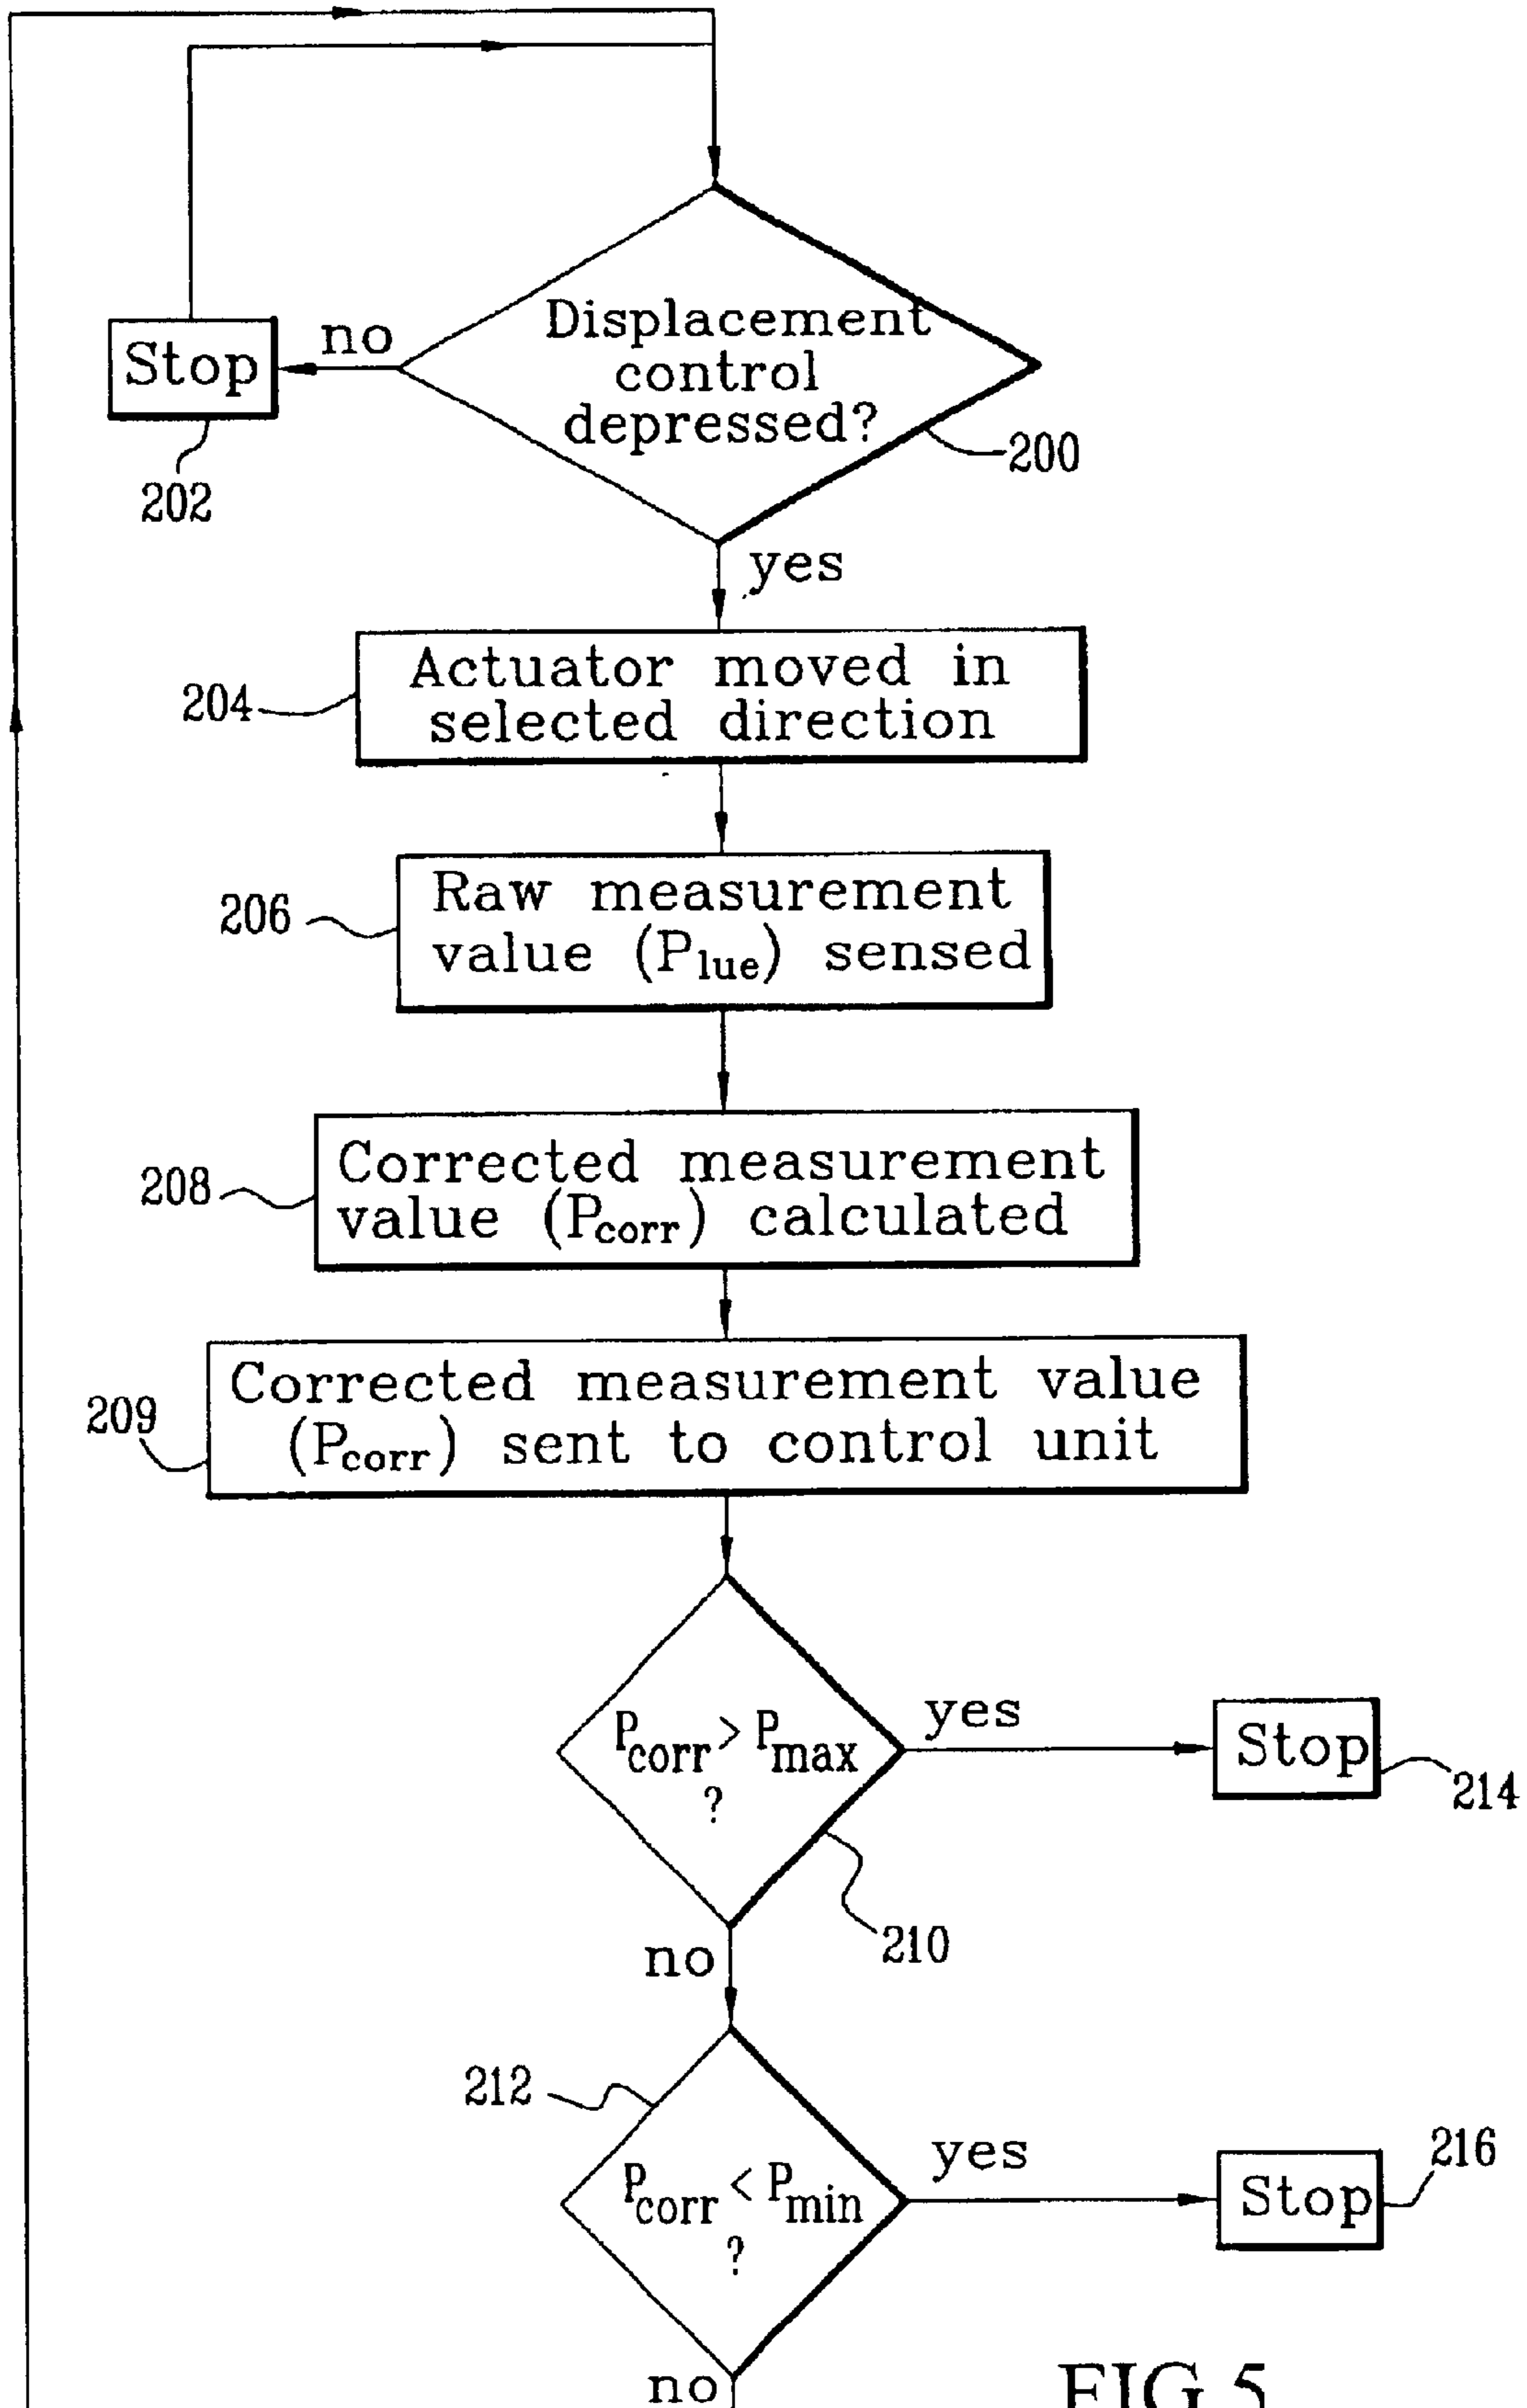 Displacement
control
depressed?
no
Stop
200
202
yes
Actuator moved in
selected direction
204
Raw measurement
value (Plue) sensed
206
Corrected measurement
value (Pcorr) calculated
208
Corrected measurement value
(Pcorr) sent to control unit
209
Pcorr > Pmax
?
yes
Stop
214
210
no
212
Pcorr < Pmin
?
yes
Stop
216
no
FIG.5